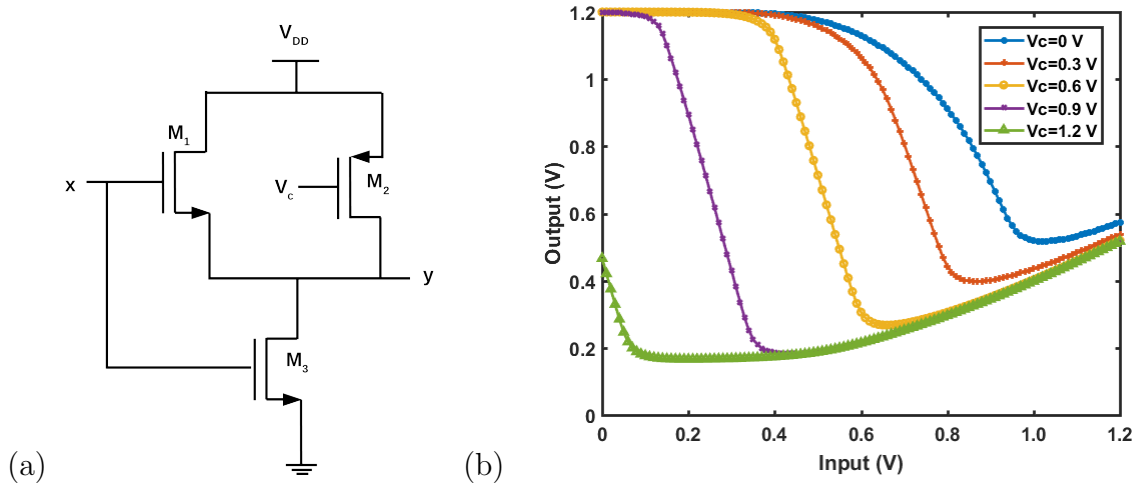 V_DD
M_1
x
V_c
M_2
y
M_3
(a)
1.2
1
0.8
0.6
0.4
0.2
0
Output (V)
0
0.2
0.4
0.6
0.8
1.0
1.2
Input (V)
Vc=0 V
Vc=0.3 V
Vc=0.6 V
Vc=0.9 V
Vc=1.2 V
(b)